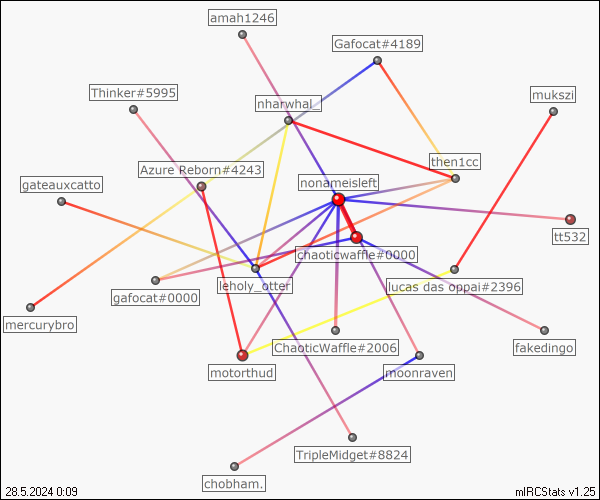 amah1246
Gafocat#4189
Thinker#5995
mukszi
nharwhal_
then1cc
Azure Reborn#4243
nonameisleft
gateauxcatto
tt532
chaoticwaffle#0000
leholy_otter
lucas das oppai#2396
gafocat#0000
mercurybro
ChaoticWaffle#2006
fakedingo
motorthud
moonraven
TripleMidget#8824
chobham.
28.5.2024 0:09
mIRCStats v1.25